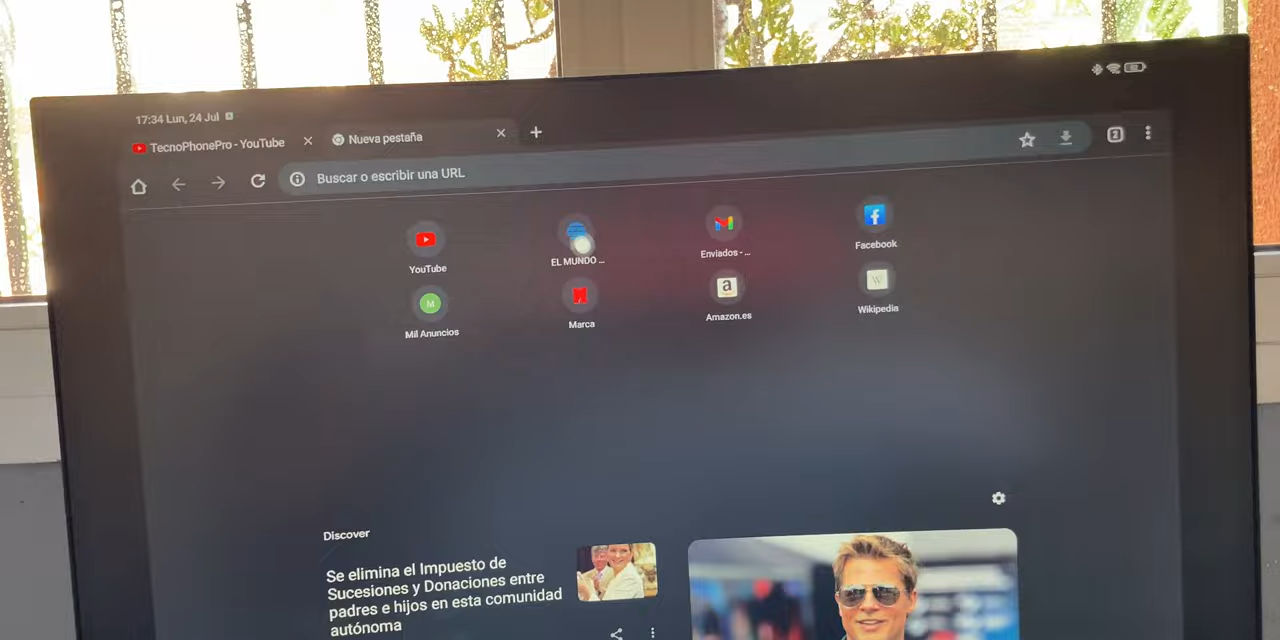 17:34 Lun, 24 Jul
TecnoPhonePro - YouTube
Nueva pestaña
2
Buscar o escribir una URL
YouTube
EL MUNDO ...
Enviados - ...
Facebook
M
Mil Anuncios
Marca
a
Amazon.es
W
Wikipedia
Discover
Se elimina el Impuesto de
Sucesiones y Donaciones entre
padres e hijos en esta comunidad
autónoma